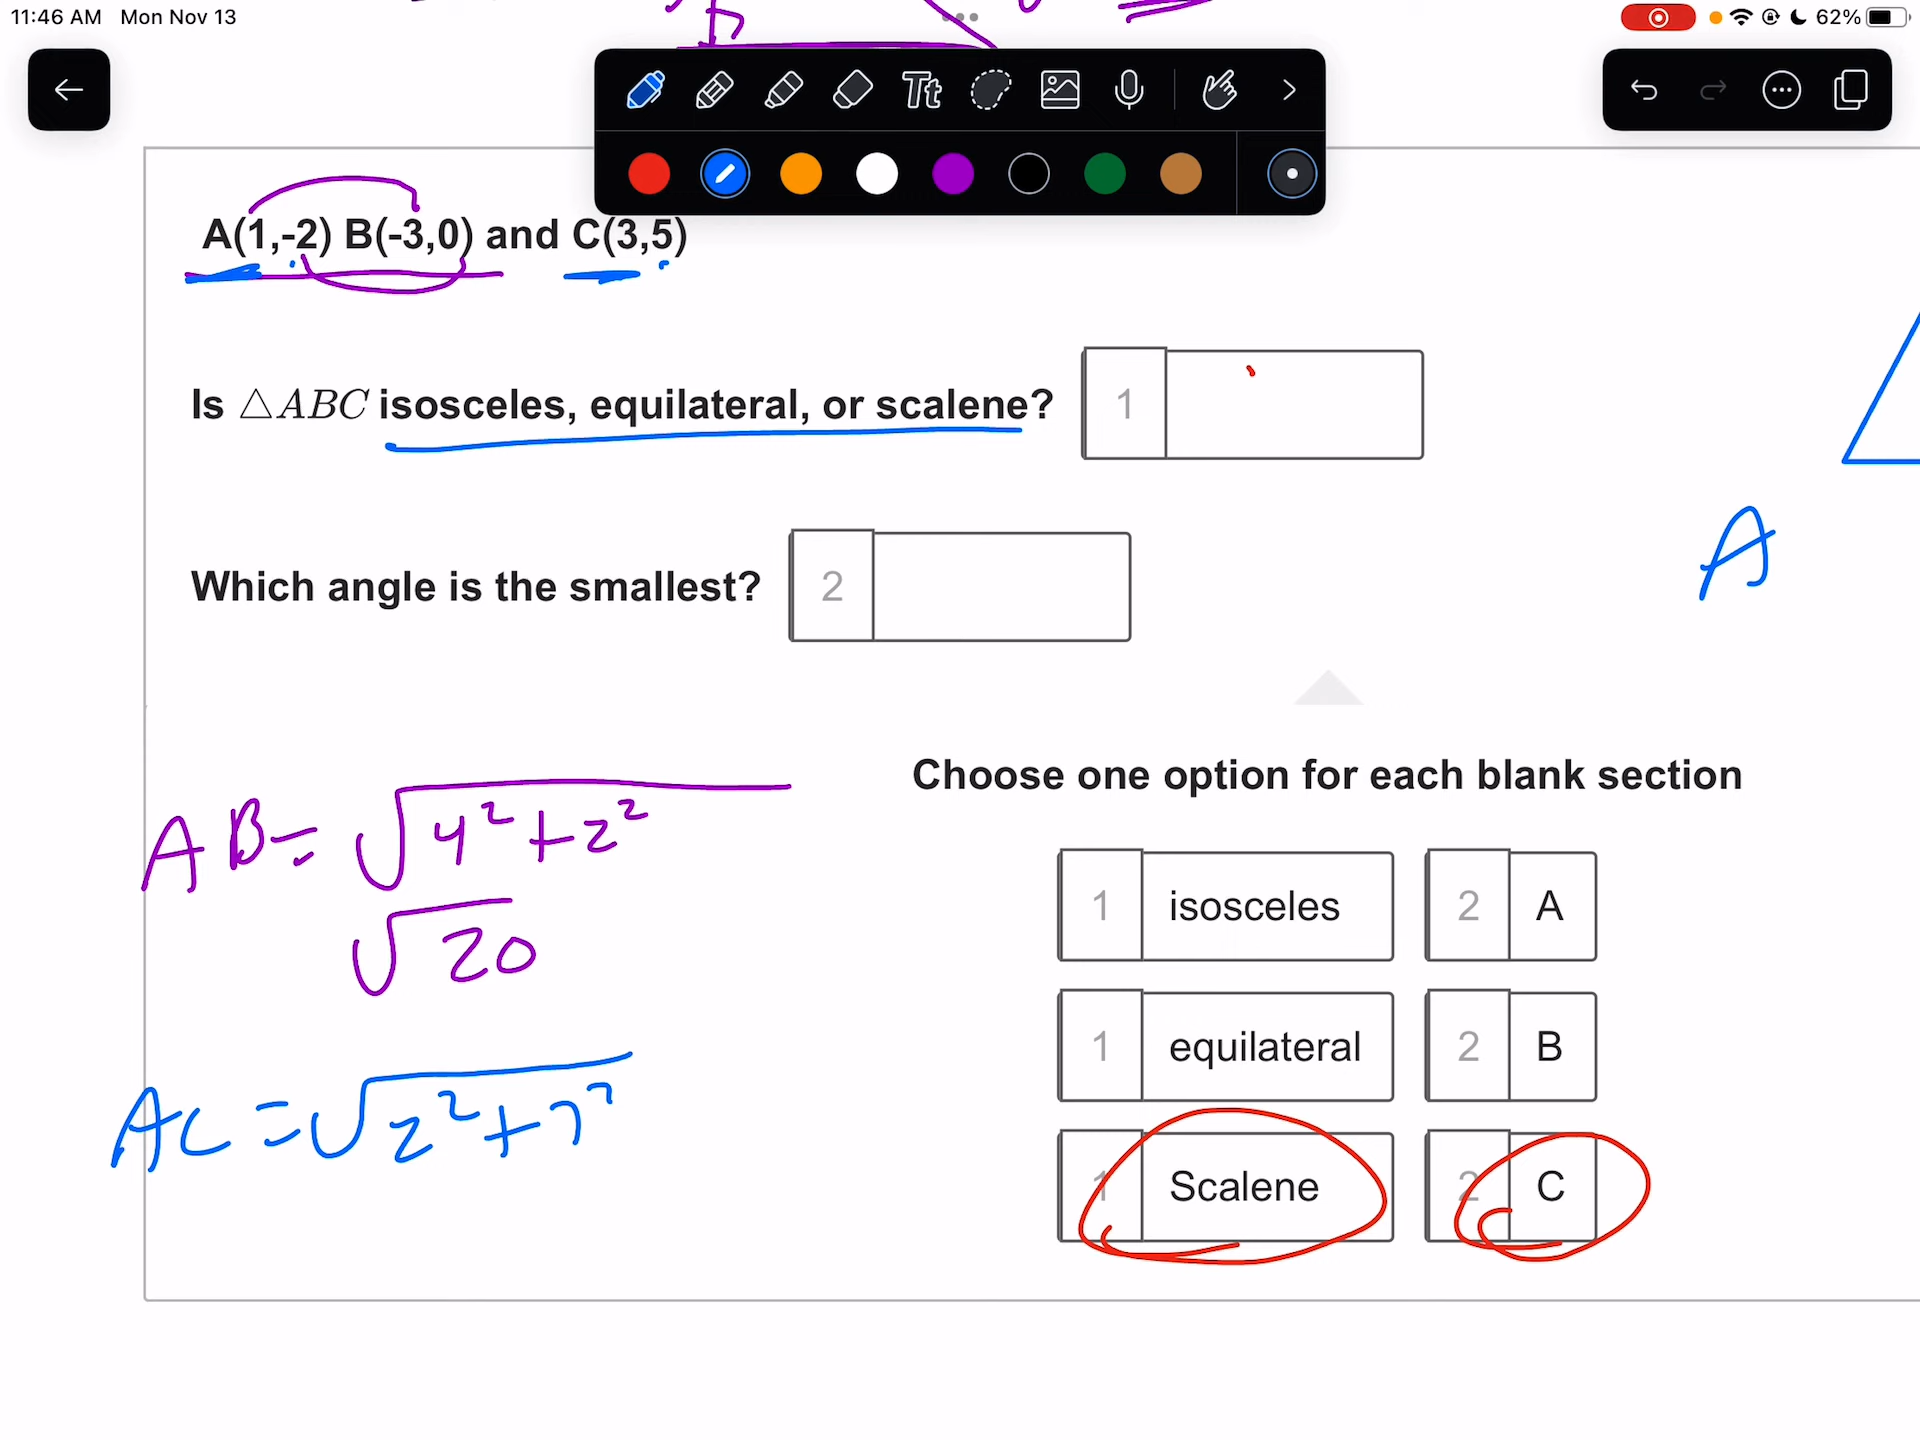 11:46 AM Mon Nov 13
62%
Tt
A(1,-2) B(-3,0) and C(3,5)
Is △ABC isosceles, equilateral, or scalene? 1
A
Which angle is the smallest? 2
Choose one option for each blank section
AB = √4² + 2²
√20
AC = √2² + 7²
1 isosceles 2 A
1 equilateral 2 B
1 Scalene 2 C